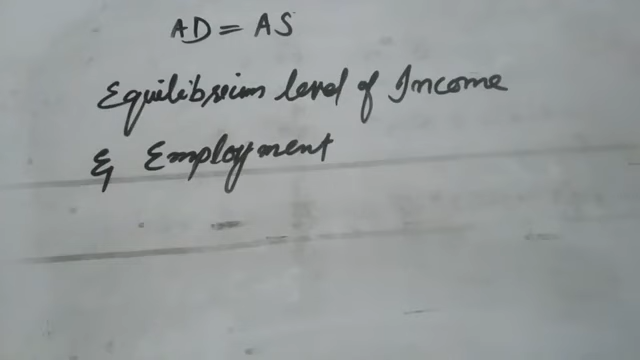 AD = AS
Equilibrium level of Income
& Employment